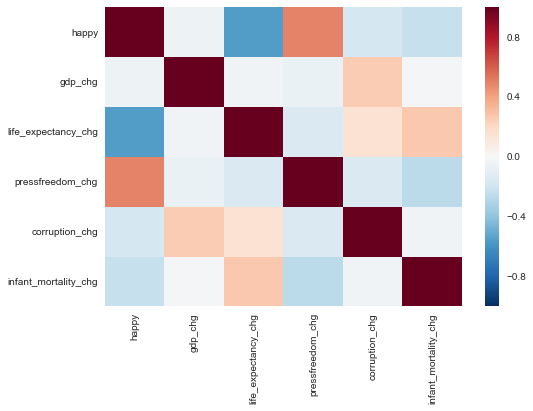 happy
gdp_chg
life_expectancy_chg
pressfreedom_chg
corruption_chg
infant_mortality_chg
happy
gdp_chg
life_expectancy_chg
pressfreedom_chg
corruption_chg
infant_mortality_chg
0.8
0.4
0.0
−0.4
−0.8